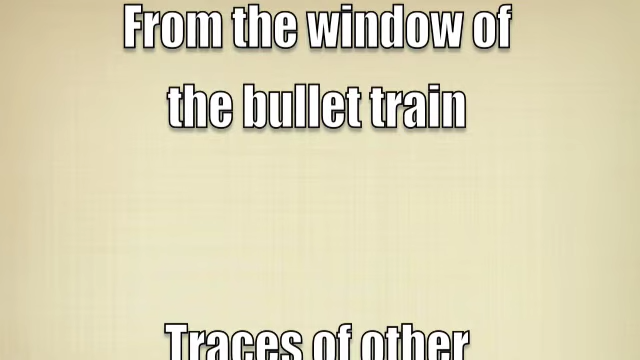 From the window of
the bullet train
Traces of other